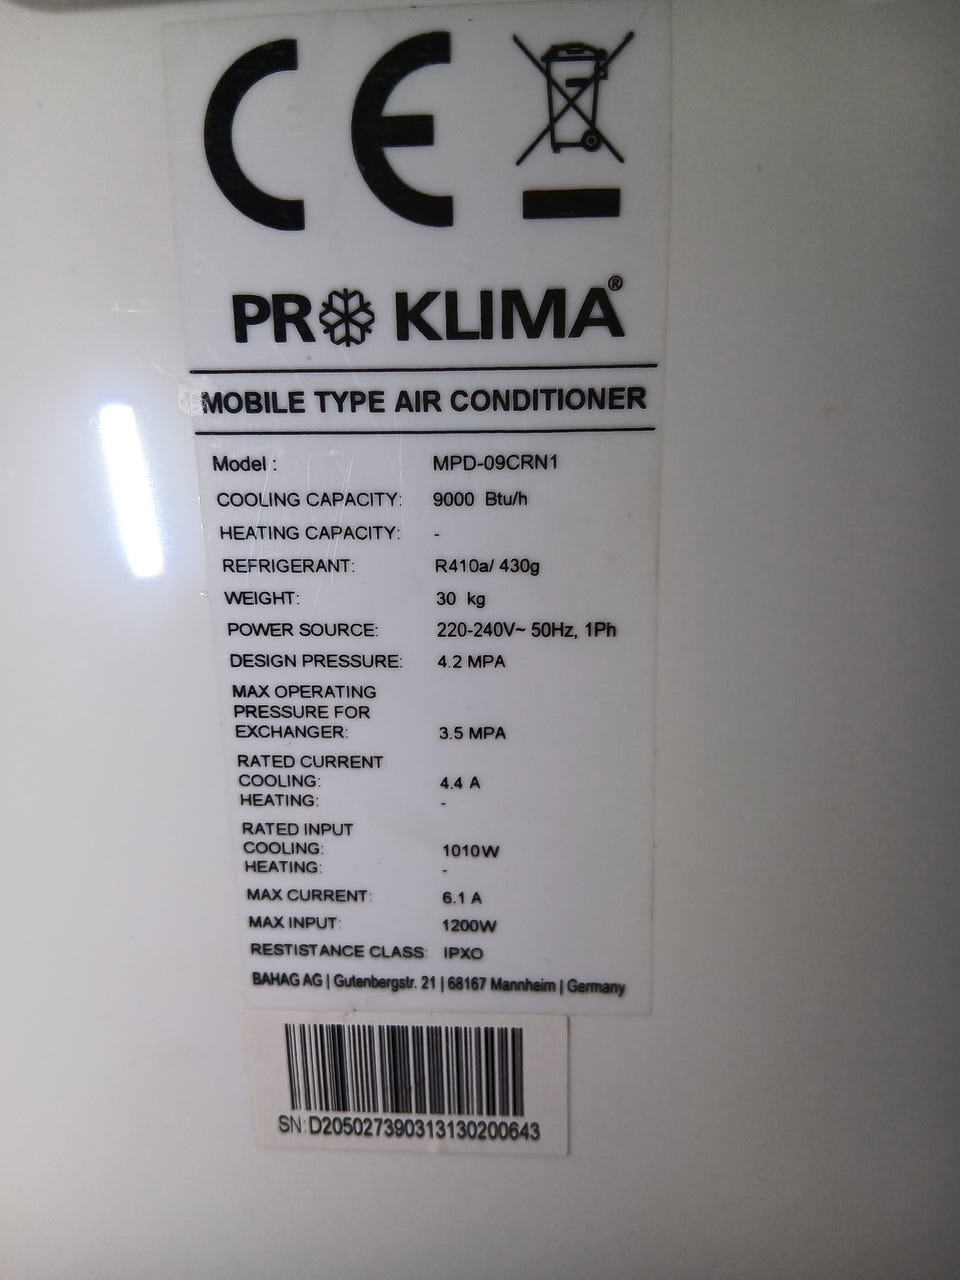 CE
PRO KLIMA®
MOBILE TYPE AIR CONDITIONER
Model : MPD-09CRN1
COOLING CAPACITY: 9000 Btu/h
HEATING CAPACITY: -
REFRIGERANT: R410a/ 430g
WEIGHT: 30 kg
POWER SOURCE: 220-240V~ 50Hz, 1Ph
DESIGN PRESSURE: 4.2 MPA
MAX OPERATING
PRESSURE FOR
EXCHANGER: 3.5 MPA
RATED CURRENT
COOLING: 4.4 A
HEATING: -
RATED INPUT
COOLING: 1010W
HEATING: -
MAX CURRENT: 6.1 A
MAX INPUT: 1200W
RESTISTANCE CLASS: IPXO
BAHAG AG | Gutenbergstr. 21 | 68167 Mannheim | Germany
SN:D205027390313130200643